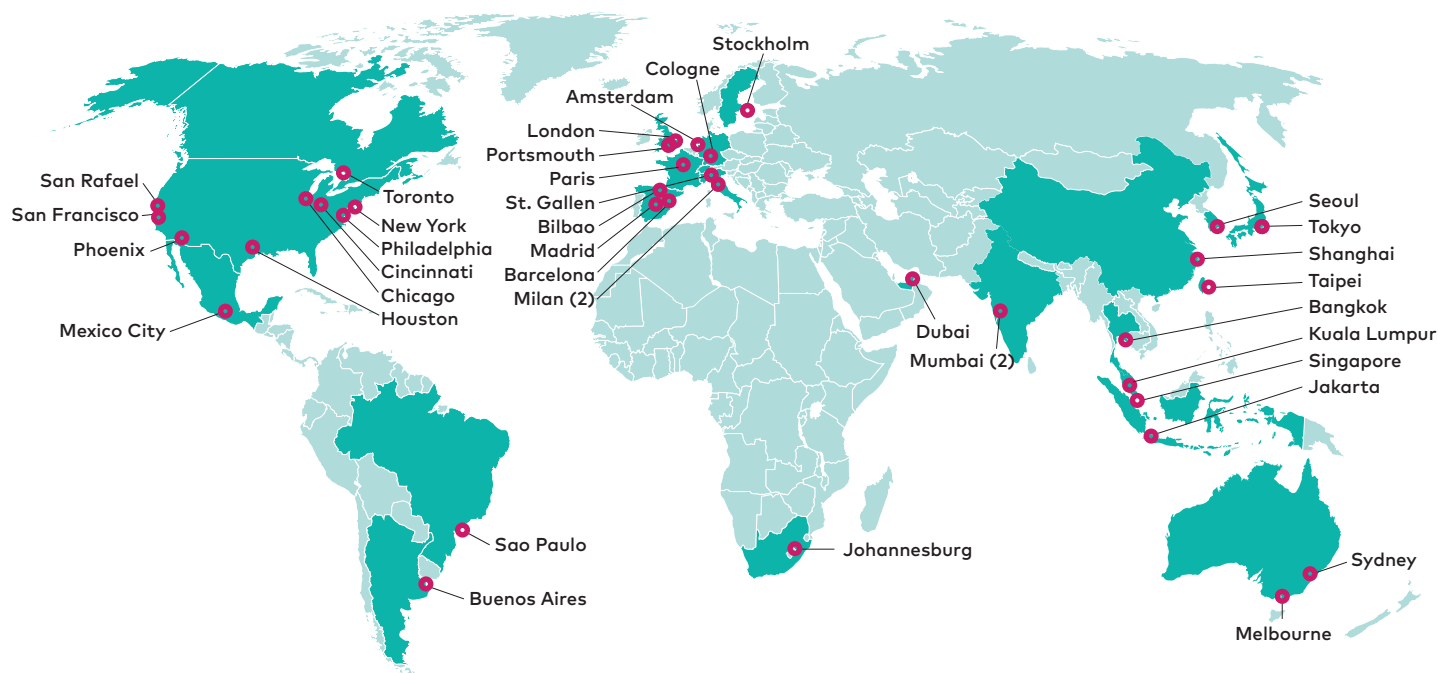 Stockholm
Cologne
Amsterdam
London
Portsmouth
Paris
St. Gallen
Bilbao
Madrid
Barcelona
Milan (2)
San Rafael
San Francisco
Phoenix
Mexico City
Toronto
New York
Philadelphia
Cincinnati
Chicago
Houston
Sao Paulo
Buenos Aires
Johannesburg
Dubai
Mumbai (2)
Seoul
Tokyo
Shanghai
Taipei
Bangkok
Kuala Lumpur
Singapore
Jakarta
Sydney
Melbourne